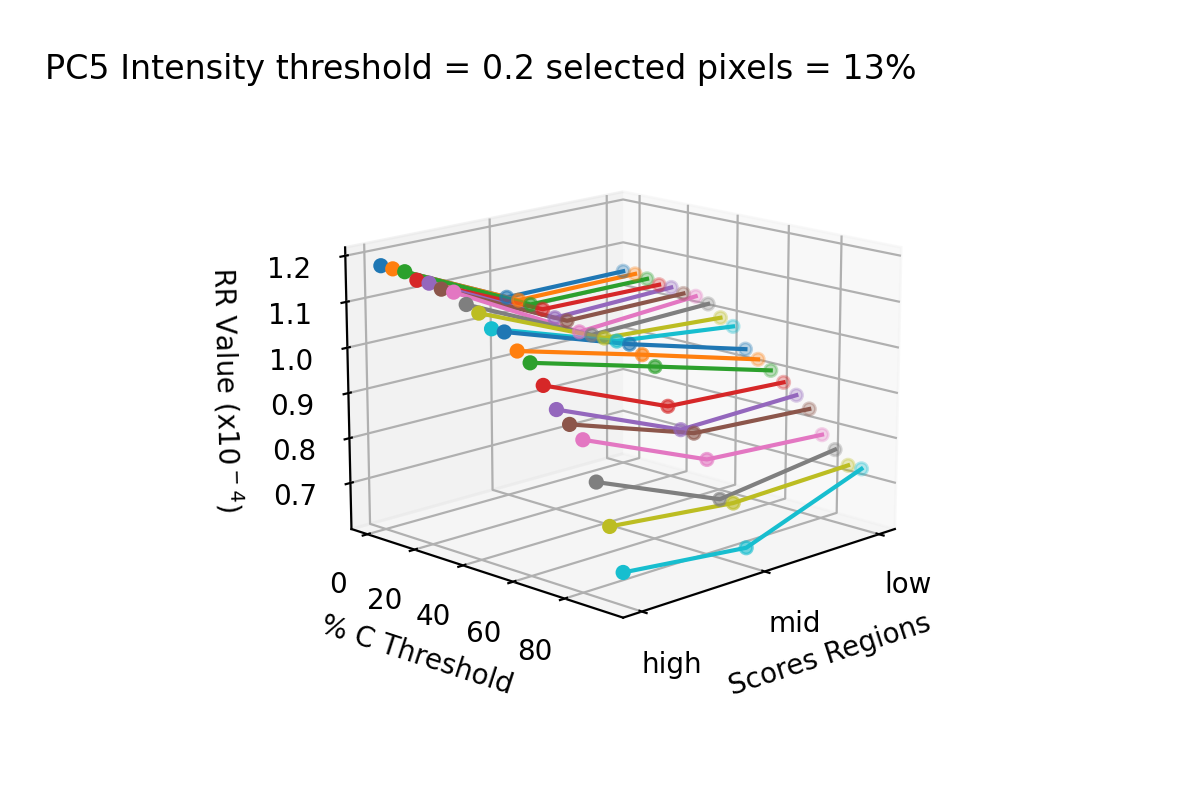 PC5 Intensity threshold = 0.2 selected pixels = 13%
1.2
1.1
1.0
0.9
0.8
0.7
RR Value (x10⁻⁴)
0
20
40
60
80
% C Threshold
high
mid
low
Scores Regions